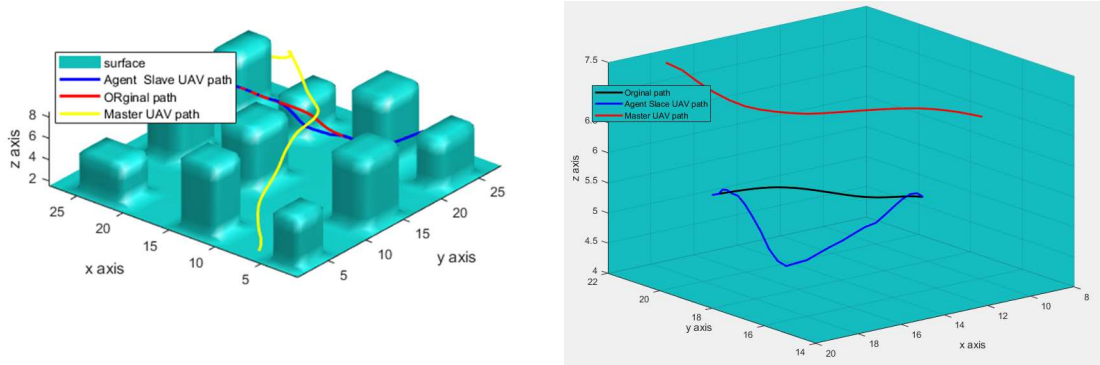 surface
Agent Slave UAV path
ORginal path
Master UAV path
8
6
4
2
z axis
25
20
15
10
5
x axis
5
10
15
20
25
y axis
7.5
Orginal path
Agent Slace UAV path
Master UAV path
6
5.5
5
4.5
4
z axis
22
20
18
16
14
y axis
20
18
16
14
12
10
8
x axis